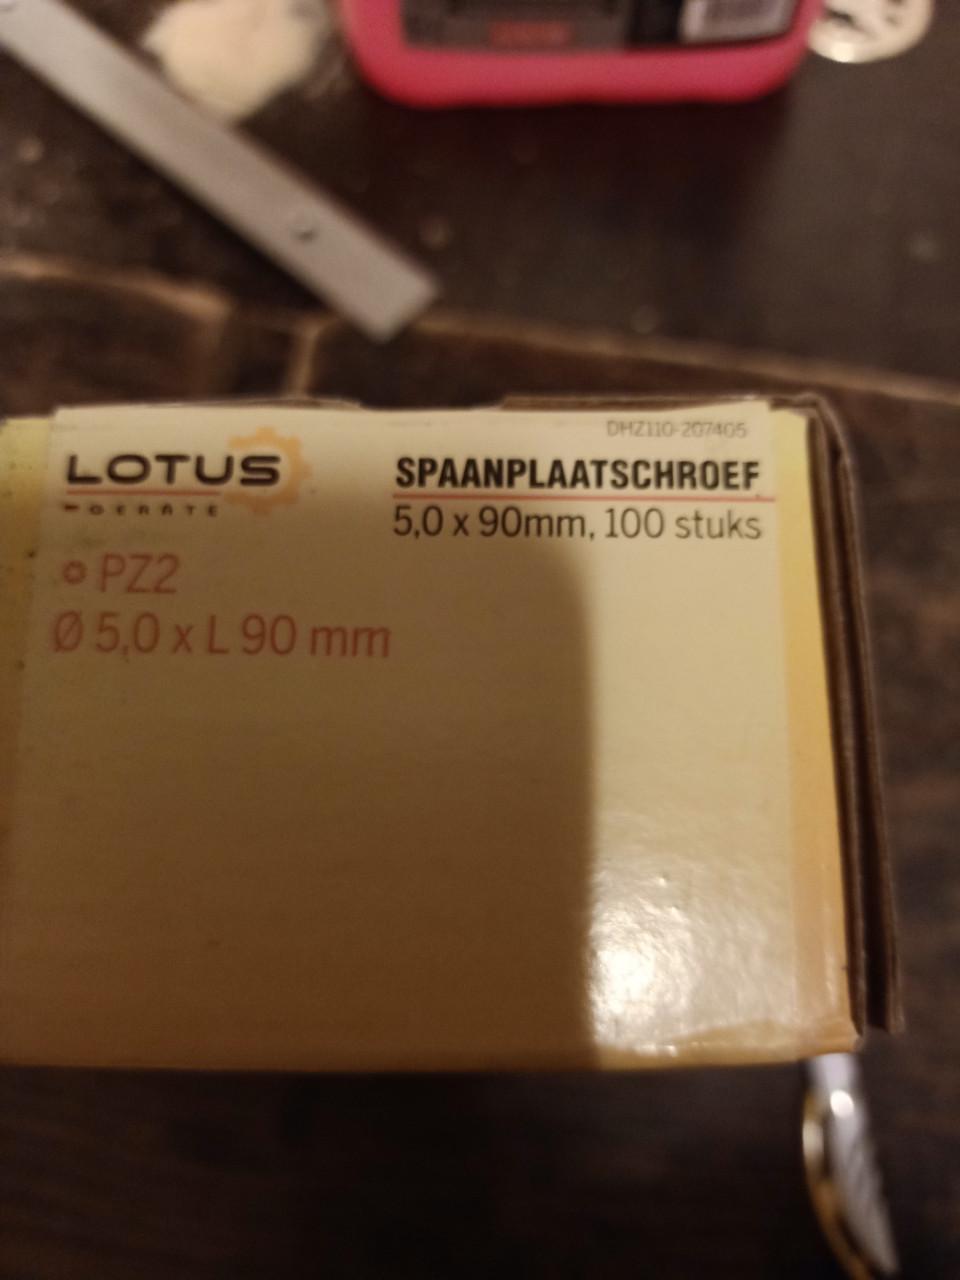 DHZ110-207405
LOTUS
GERÄTE
SPAANPLAATSCHROEF
5,0 x 90mm, 100 stuks
PZ2
Ø 5,0 x L 90 mm